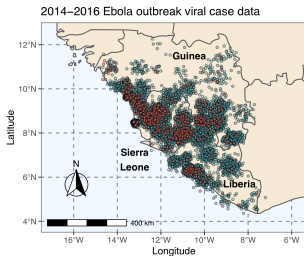 2014–2016 Ebola outbreak viral case data
12°N
Guinea
10°N
Latitude
8°N
Sierra
Leone
N
6°N
Liberia
400 km
4°N
16°W 14°W 12°W 10°W 8°W 6°W
Longitude